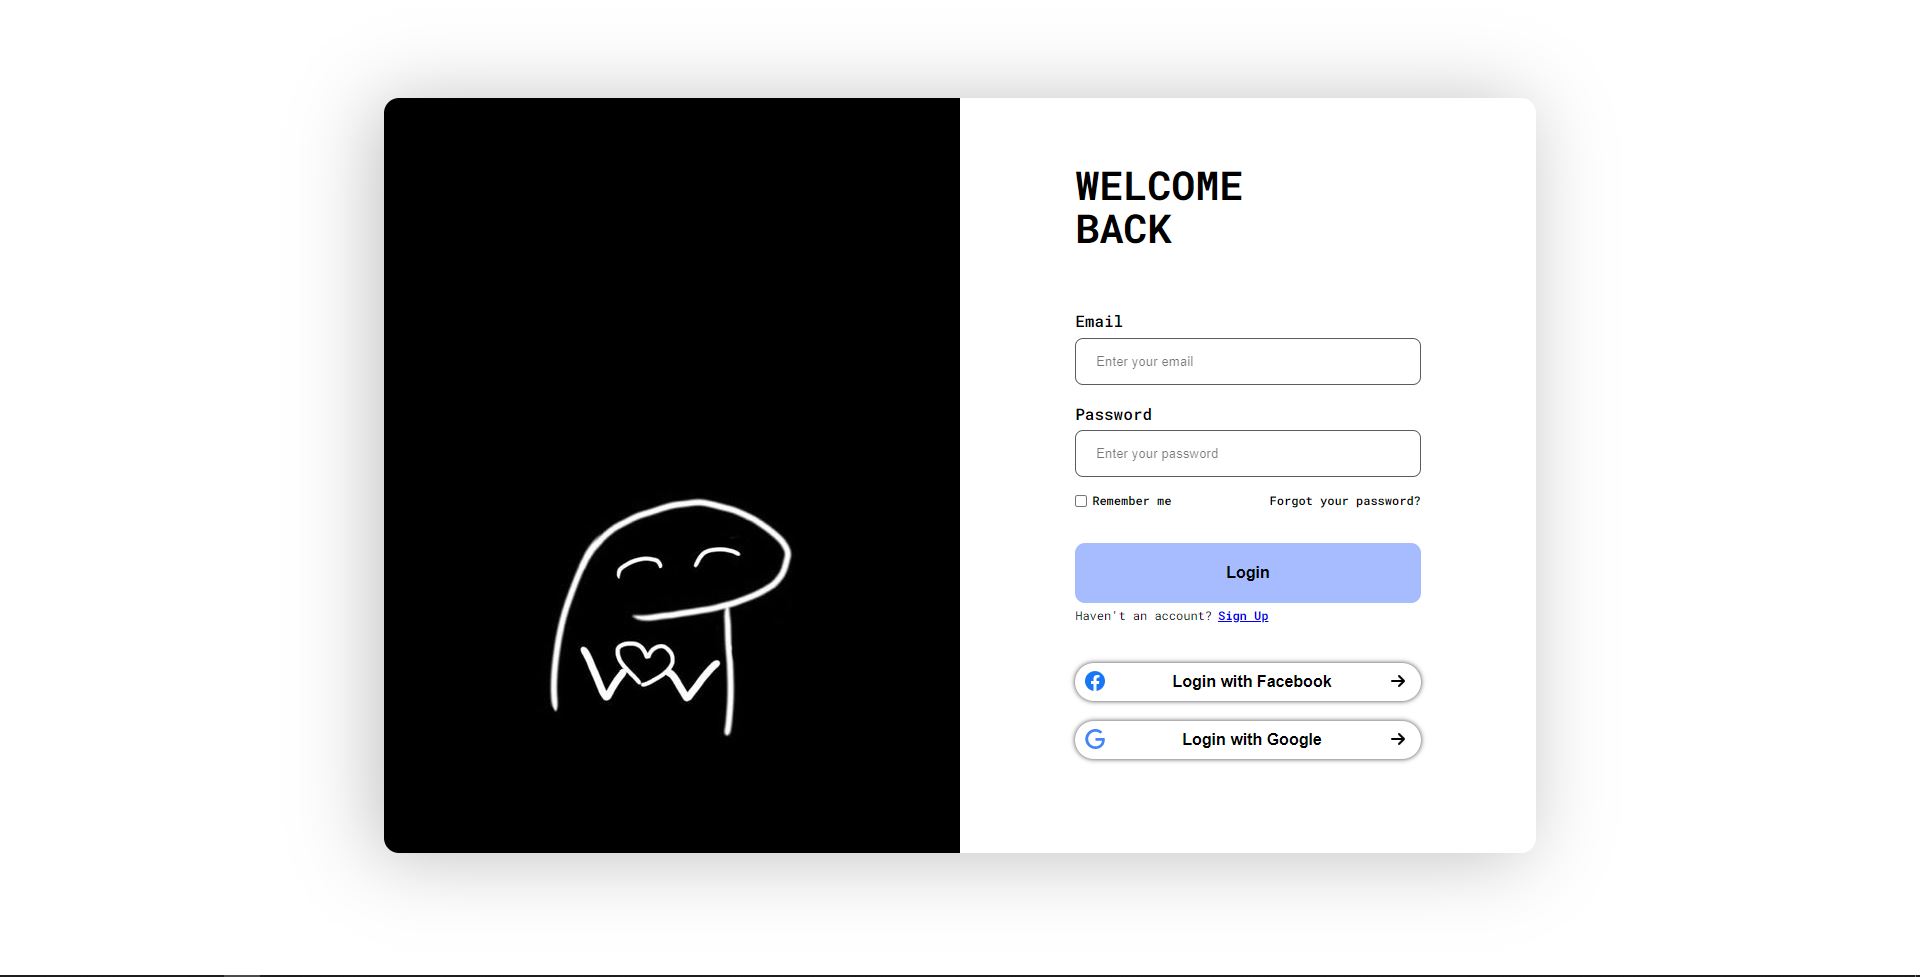 WELCOME
BACK
Email
Enter your email
Password
Enter your password
Remember me Forgot your password?
Login
Haven't an account? Sign Up
Login with Facebook
Login with Google